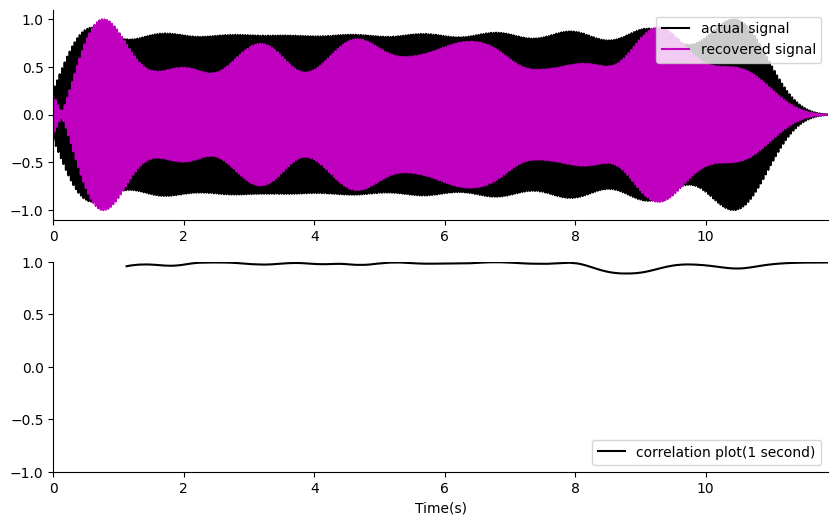 1.0
0.5
0.0
−0.5
−1.0
actual signal
recovered signal
0 2 4 6 8 10
1.0
0.5
0.0
−0.5
−1.0
correlation plot(1 second)
0 2 4 6 8 10
Time(s)